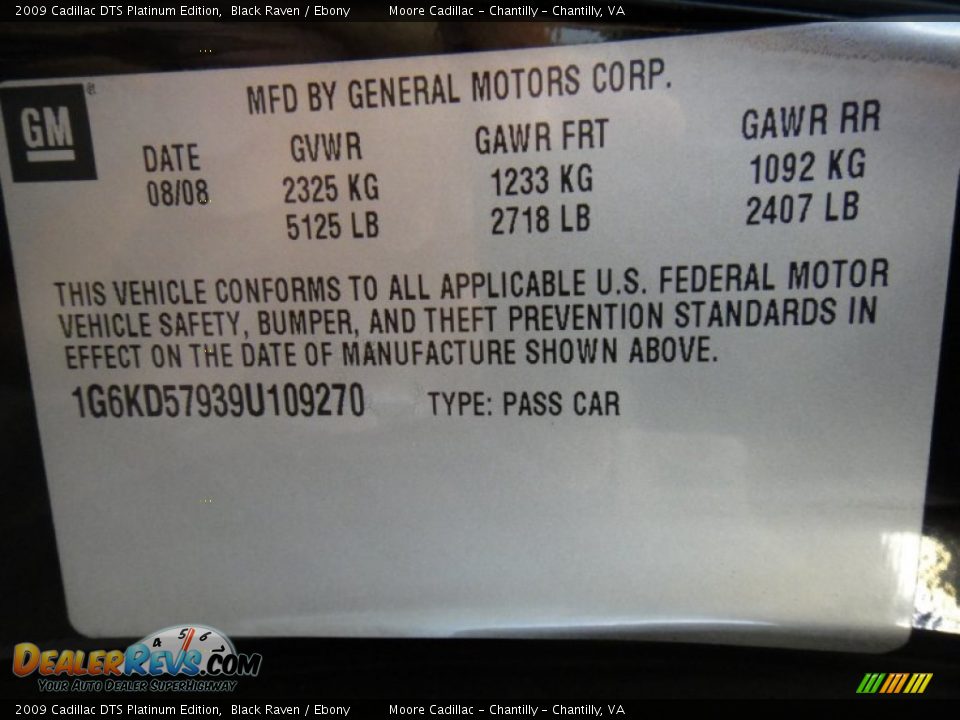 2009 Cadillac DTS Platinum Edition, Black Raven / Ebony Moore Cadillac - Chantilly - Chantilly, VA
GM ®
MFD BY GENERAL MOTORS CORP.
DATE GVWR GAWR FRT GAWR RR
08/08 2325 KG 1233 KG 1092 KG
5125 LB 2718 LB 2407 LB
THIS VEHICLE CONFORMS TO ALL APPLICABLE U.S. FEDERAL MOTOR
VEHICLE SAFETY, BUMPER, AND THEFT PREVENTION STANDARDS IN
EFFECT ON THE DATE OF MANUFACTURE SHOWN ABOVE.
1G6KD57939U109270 TYPE: PASS CAR
4 5 6 7
DEALERREVS.COM
YOUR AUTO DEALER SUPERHIGHWAY
2009 Cadillac DTS Platinum Edition, Black Raven / Ebony Moore Cadillac - Chantilly - Chantilly, VA